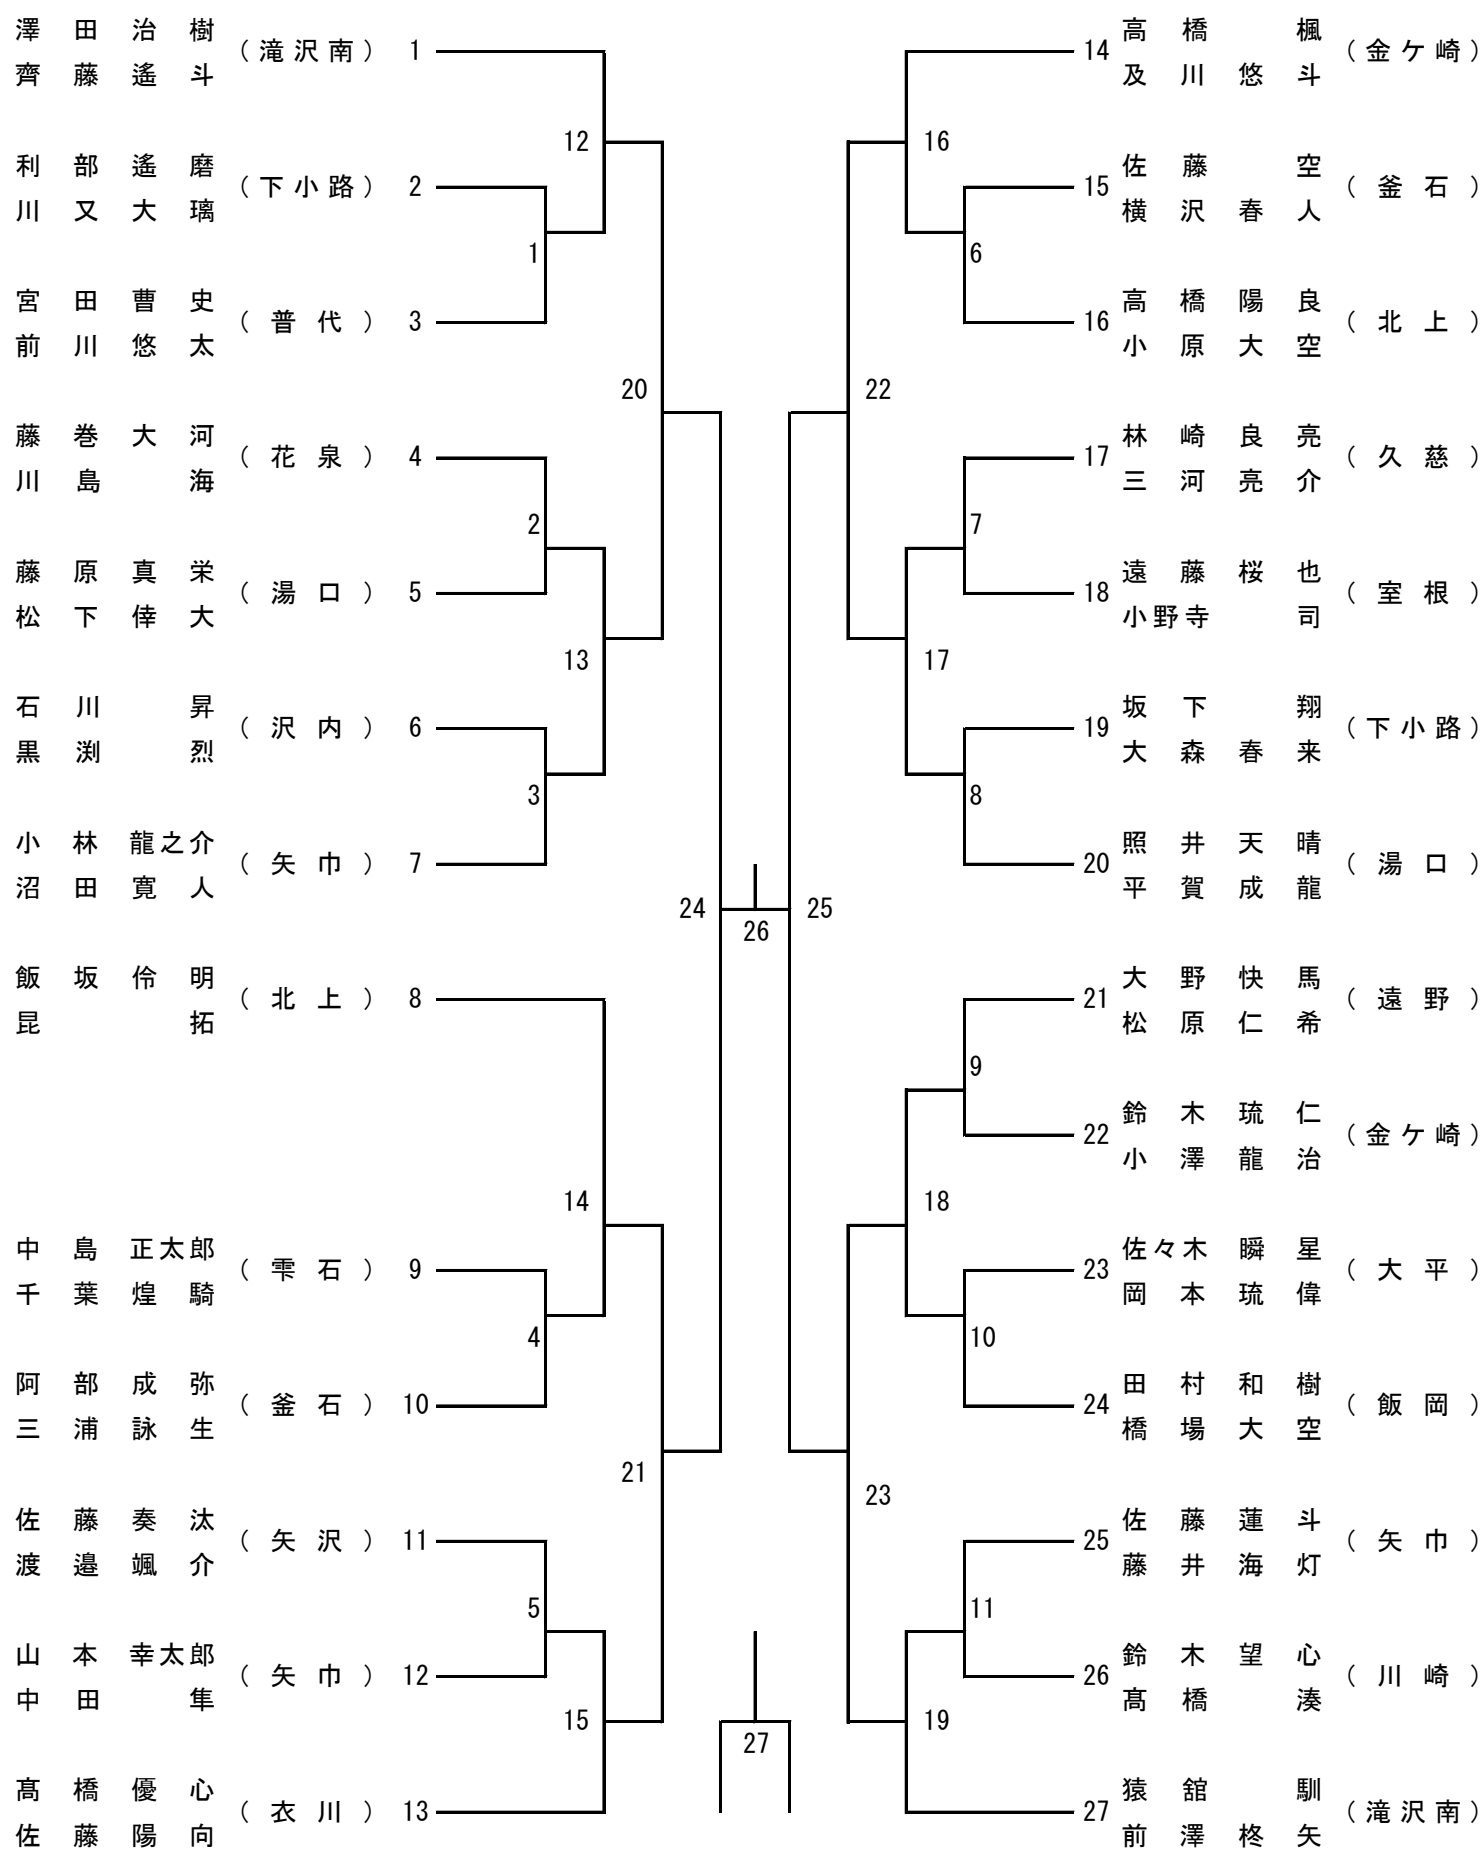 澤田治樹
齊藤遙斗
(滝沢南) 1
利部遙磨
川又大璃
(下小路) 2
宮田曹史
前川悠太
(普代) 3
藤巻大河
川島海
(花泉) 4
藤原真栄
松下倖大
(湯口) 5
石川昇
黒渕烈
(沢内) 6
小林龍之介
沼田寛人
(矢巾) 7
飯坂伶明
昆拓
(北上) 8
中島正太郎
千葉煌騎
(雫石) 9
阿部成弥
三浦詠生
(釜石) 10
佐藤奏汰
渡邉颯介
(矢沢) 11
山本幸太郎
中田隼
(矢巾) 12
髙橋優心
佐藤陽向
(衣川) 13
12
1
20
2
13
3
24
14
4
21
5
15
26
27
16
6
22
7
17
8
25
9
18
10
23
11
19
14 高橋楓
及川悠斗
(金ケ崎)
15 佐藤空
横沢春人
(釜石)
16 高橋陽良
小原大空
(北上)
17 林崎良亮
三河亮介
(久慈)
18 遠藤桜也
小野寺司
(室根)
19 坂下翔
大森春来
(下小路)
20 照井天晴
平賀成龍
(湯口)
21 大野快馬
松原仁希
(遠野)
22 鈴木琉仁
小澤龍治
(金ケ崎)
23 佐々木瞬星
岡本琉偉
(大平)
24 田村和樹
橋場大空
(飯岡)
25 佐藤蓮斗
藤井海灯
(矢巾)
26 鈴木望心
髙橋湊
(川崎)
27 猿舘馴
前澤柊矢
(滝沢南)